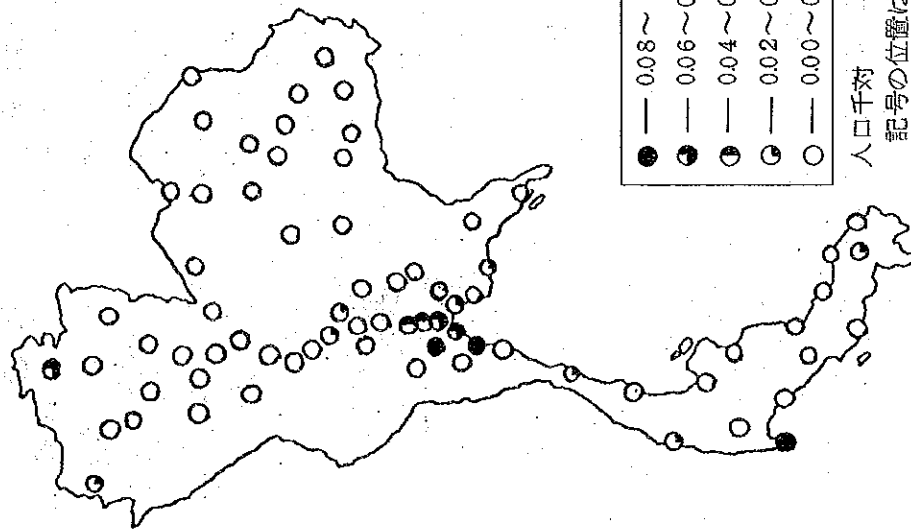 ● — 0.08～
◕ — 0.06～0
◑ — 0.04～0
◔ — 0.02～0
○ — 0.00～0
人口千対
記号の位置は